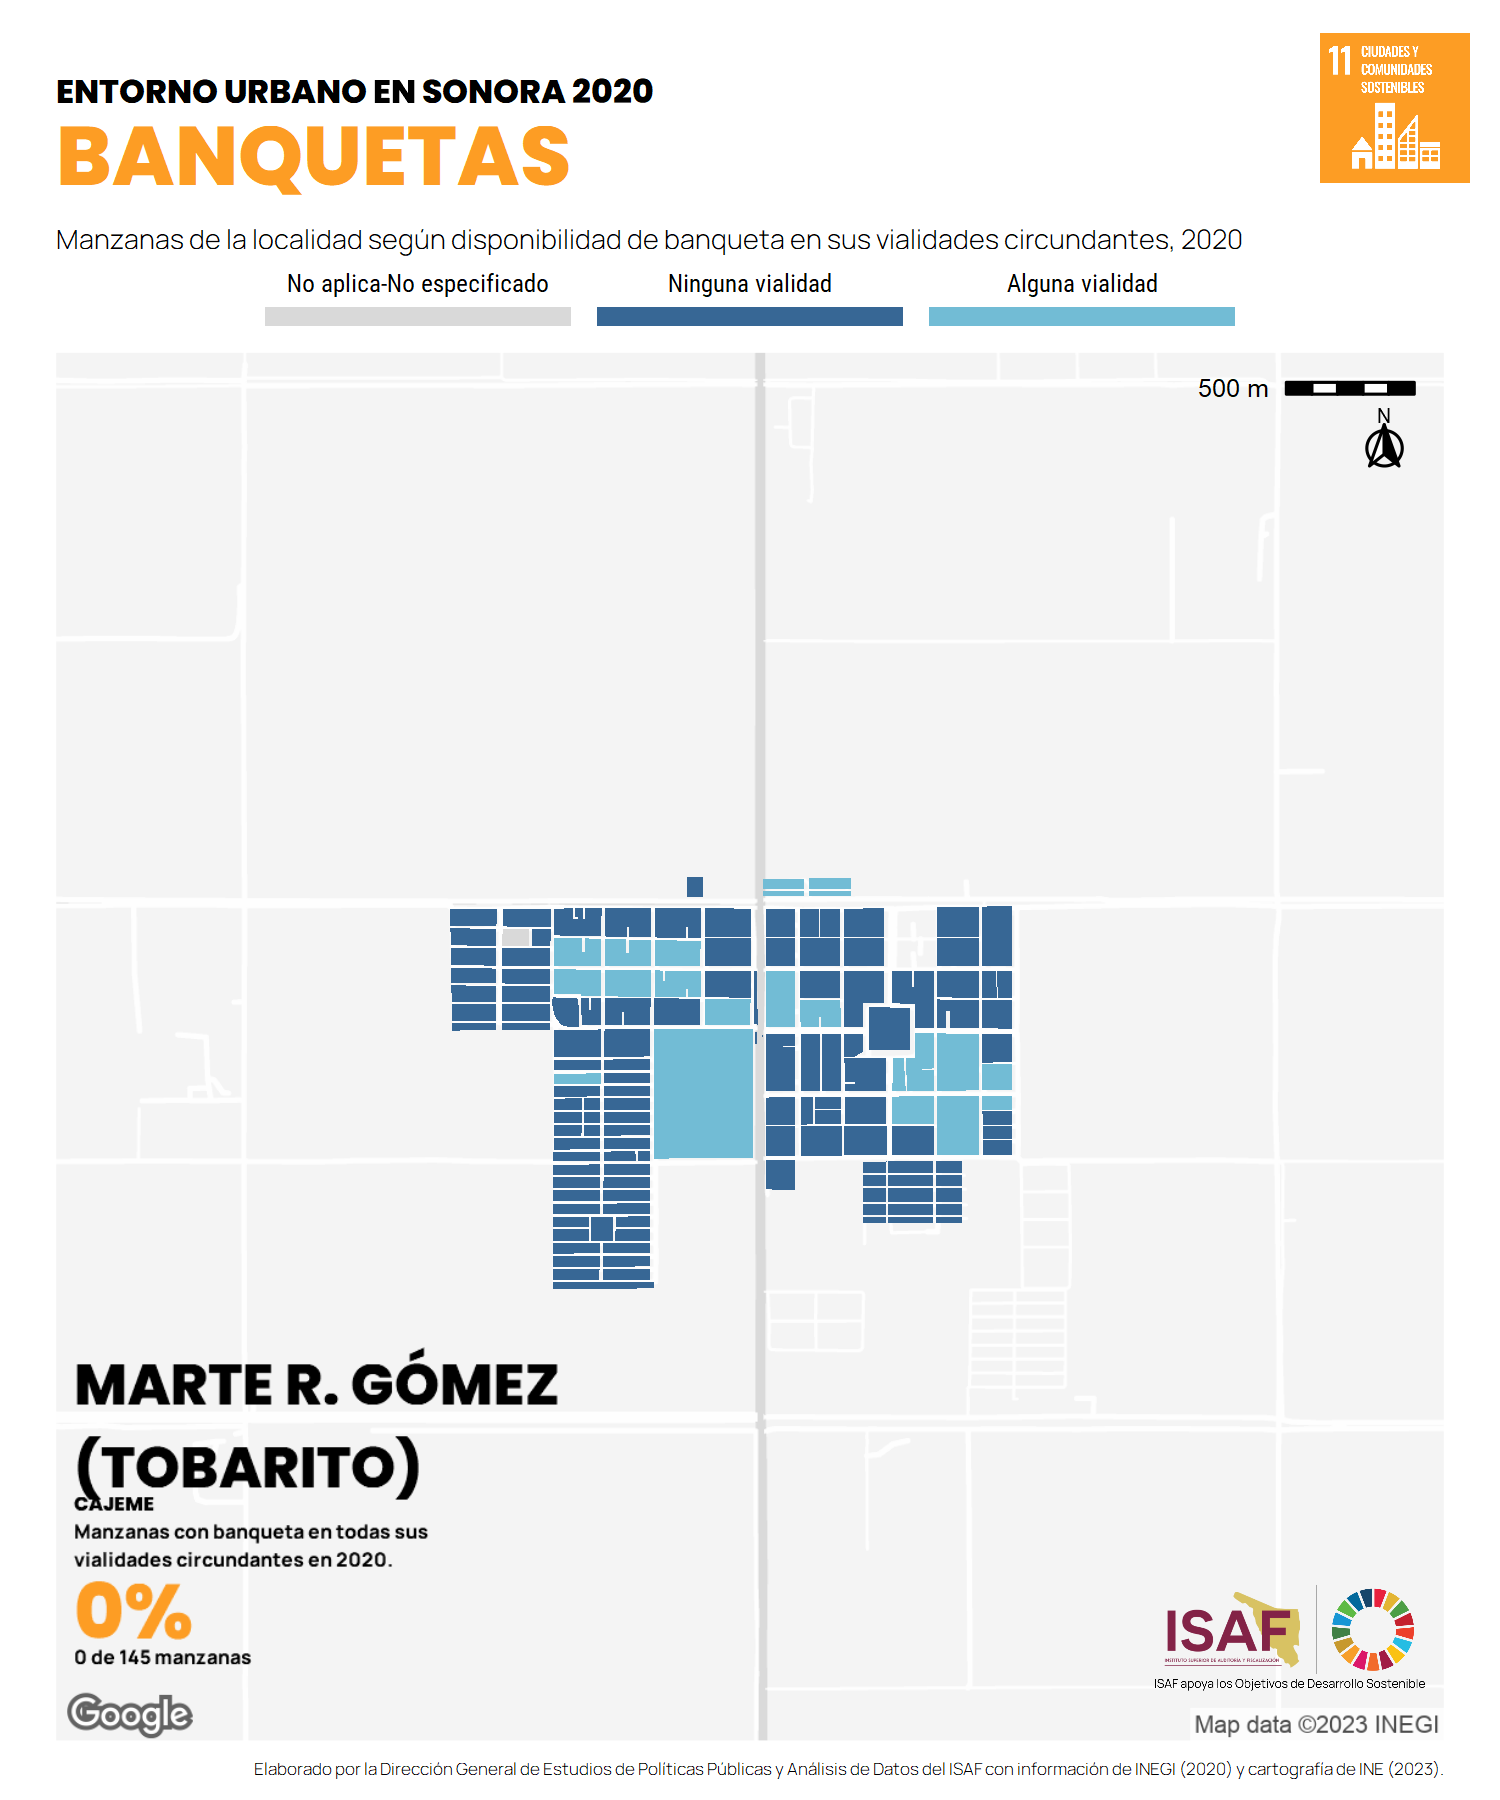 11 CIUDADES Y
COMUNIDADES
SOSTENIBLES
ENTORNO URBANO EN SONORA 2020
BANQUETAS
Manzanas de la localidad según disponibilidad de banqueta en sus vialidades circundantes, 2020
No aplica-No especificado Ninguna vialidad Alguna vialidad
500 m
N
MARTE R. GÓMEZ
(TOBARITO)
CAJEME
Manzanas con banqueta en todas sus
vialidades circundantes en 2020.
0%
0 de 145 manzanas
Google
ISAF
INSTITUTO SUPERIOR DE AUDITORÍA Y FISCALIZACIÓN
ISAF apoya los Objetivos de Desarrollo Sostenible
Map data ©2023 INEGI
Elaborado por la Dirección General de Estudios de Políticas Públicas y Análisis de Datos del ISAF con información de INEGI (2020) y cartografía de INE (2023).